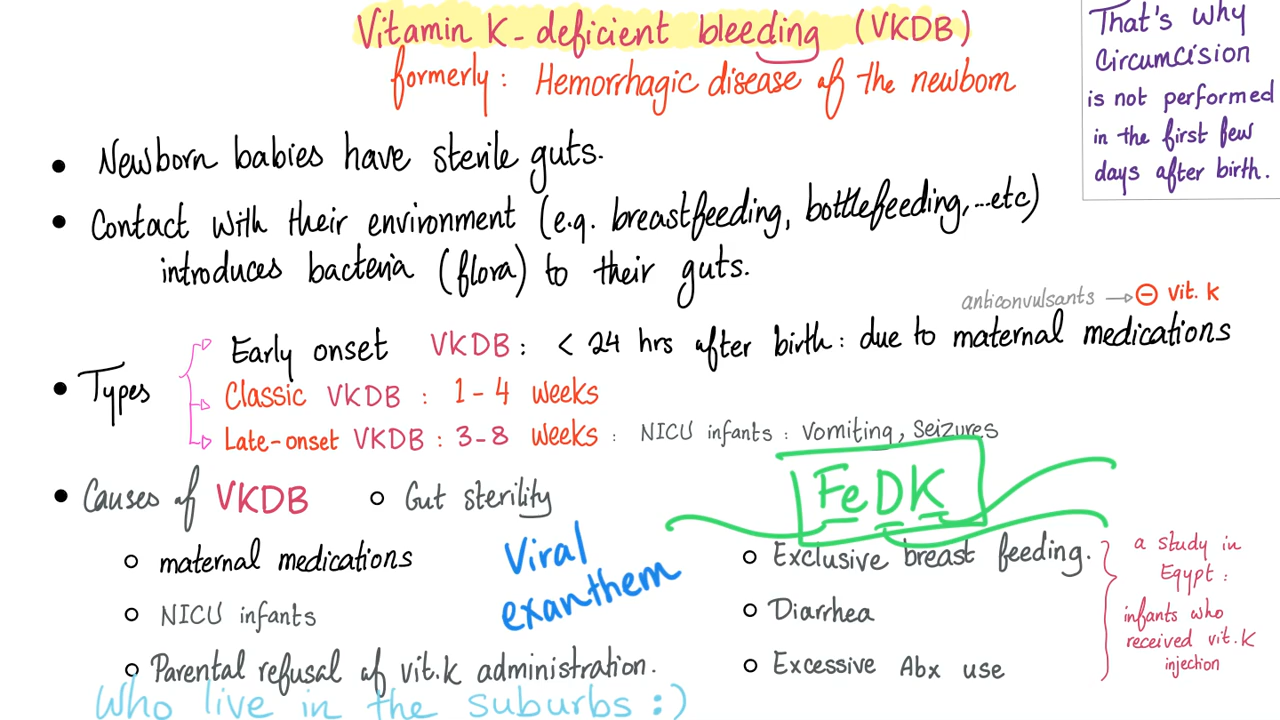 Vitamin K-deficient bleeding (VKDB)
formerly: Hemorrhagic disease of the newborn
That's why
Circumcision
is not performed
in the first few
days after birth.
• Newborn babies have sterile guts.
• Contact with their environment (e.g. breastfeeding, bottlefeeding,...etc)
introduces bacteria (flora) to their guts.
anticonvulsants → ⊖ vit. K
• Types
Early onset VKDB: < 24 hrs after birth: due to maternal medications
Classic VKDB : 1-4 weeks
Late-onset VKDB: 3-8 weeks: NICU infants: Vomiting, Seizures
FeDK
• Causes of VKDB
○ Gut sterility
○ maternal medications
○ NICU infants
○ Parental refusal of vit.K administration.
Who live in the suburbs :)
Viral
exanthem
○ Exclusive breast feeding.
○ Diarrhea
○ Excessive Abx use
a study in
Egypt:
infants who
received vit.K
injection